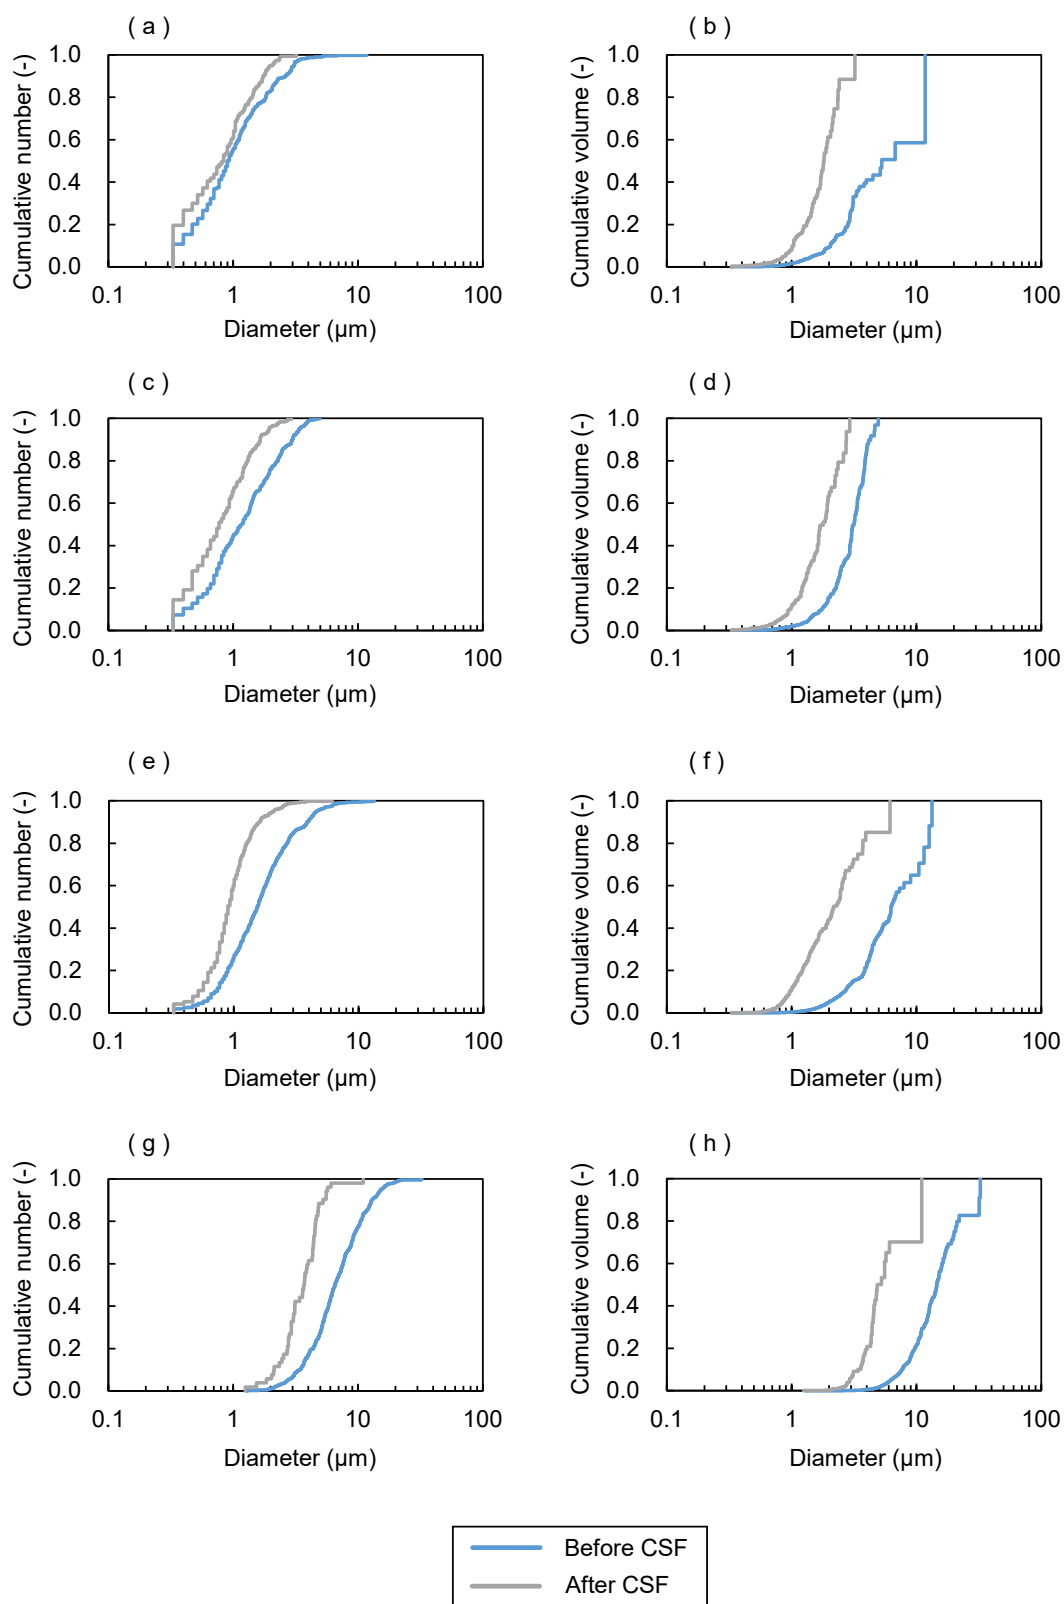 ( a )
Cumulative number (-)
1.0
0.8
0.6
0.4
0.2
0.0
0.1 1 10 100
Diameter (µm)
( b )
Cumulative volume (-)
1.0
0.8
0.6
0.4
0.2
0.0
0.1 1 10 100
Diameter (µm)
( c )
Cumulative number (-)
1.0
0.8
0.6
0.4
0.2
0.0
0.1 1 10 100
Diameter (µm)
( d )
Cumulative volume (-)
1.0
0.8
0.6
0.4
0.2
0.0
0.1 1 10 100
Diameter (µm)
( e )
Cumulative number (-)
1.0
0.8
0.6
0.4
0.2
0.0
0.1 1 10 100
Diameter (µm)
( f )
Cumulative volume (-)
1.0
0.8
0.6
0.4
0.2
0.0
0.1 1 10 100
Diameter (µm)
( g )
Cumulative number (-)
1.0
0.8
0.6
0.4
0.2
0.0
0.1 1 10 100
Diameter (µm)
( h )
Cumulative volume (-)
1.0
0.8
0.6
0.4
0.2
0.0
0.1 1 10 100
Diameter (µm)
Before CSF
After CSF